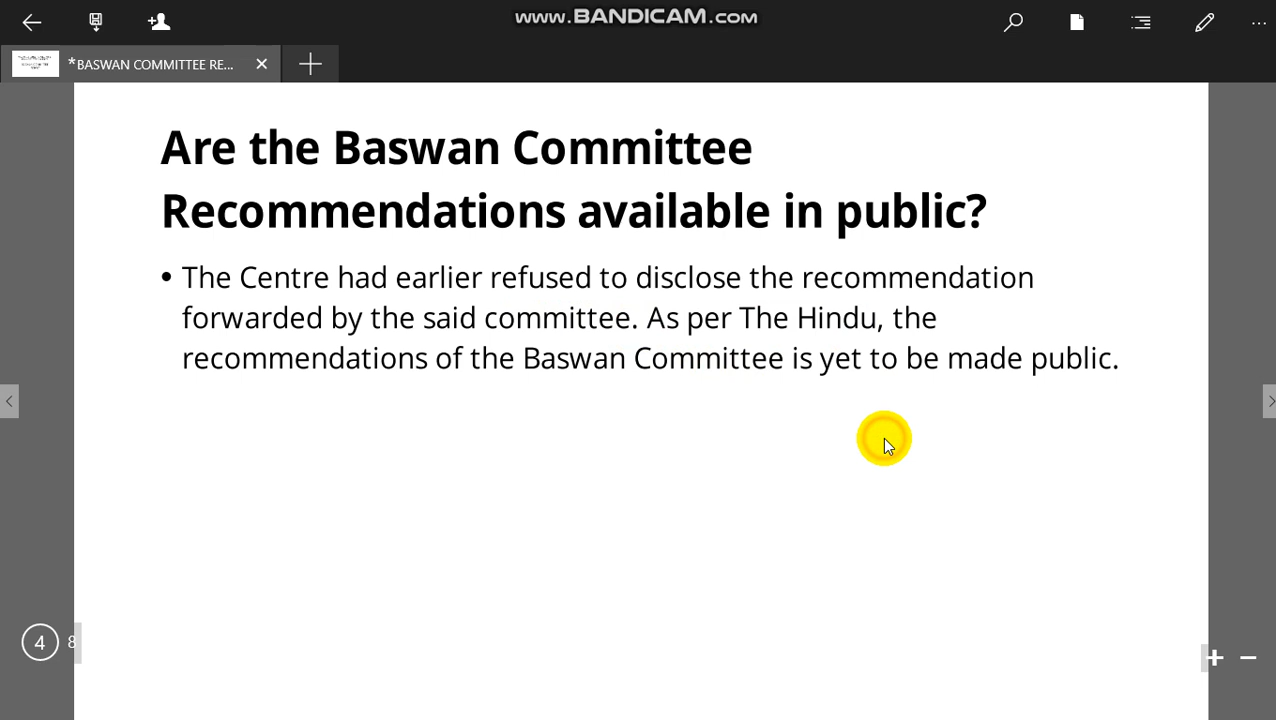 www.BANDICAM.com
*BASWAN COMMITTEE RE...
Are the Baswan Committee
Recommendations available in public?
• The Centre had earlier refused to disclose the recommendation
forwarded by the said committee. As per The Hindu, the
recommendations of the Baswan Committee is yet to be made public.
4 8